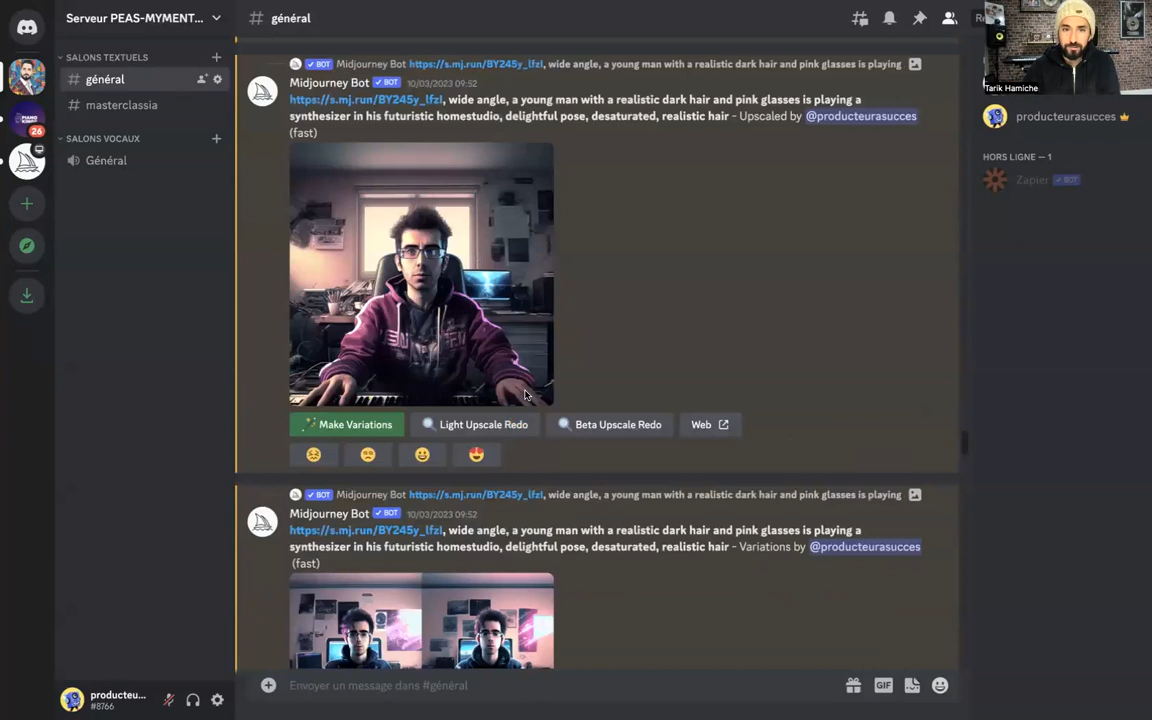 Serveur PEAS-MYMENT...
# général
Tarik Hamiche
SALONS TEXTUELS
général
masterclassia
SALONS VOCAUX
Général
26
BOT Midjourney Bot https://s.mj.run/BY245y_lfzI, wide angle, a young man with a realistic dark hair and pink glasses is playing
Midjourney Bot BOT 10/03/2023 09:52
https://s.mj.run/BY245y_lfzI, wide angle, a young man with a realistic dark hair and pink glasses is playing a
synthesizer in his futuristic homestudio, delightful pose, desaturated, realistic hair - Upscaled by @producteurasucces
(fast)
Make Variations
Light Upscale Redo
Beta Upscale Redo
Web
BOT Midjourney Bot https://s.mj.run/BY245y_lfzI, wide angle, a young man with a realistic dark hair and pink glasses is playing
Midjourney Bot BOT 10/03/2023 09:52
https://s.mj.run/BY245y_lfzI, wide angle, a young man with a realistic dark hair and pink glasses is playing a
synthesizer in his futuristic homestudio, delightful pose, desaturated, realistic hair - Variations by @producteurasucces
(fast)
Envoyer un message dans #général
GIF
producteurasucces
HORS LIGNE — 1
Zapier BOT
producteu...
#8766